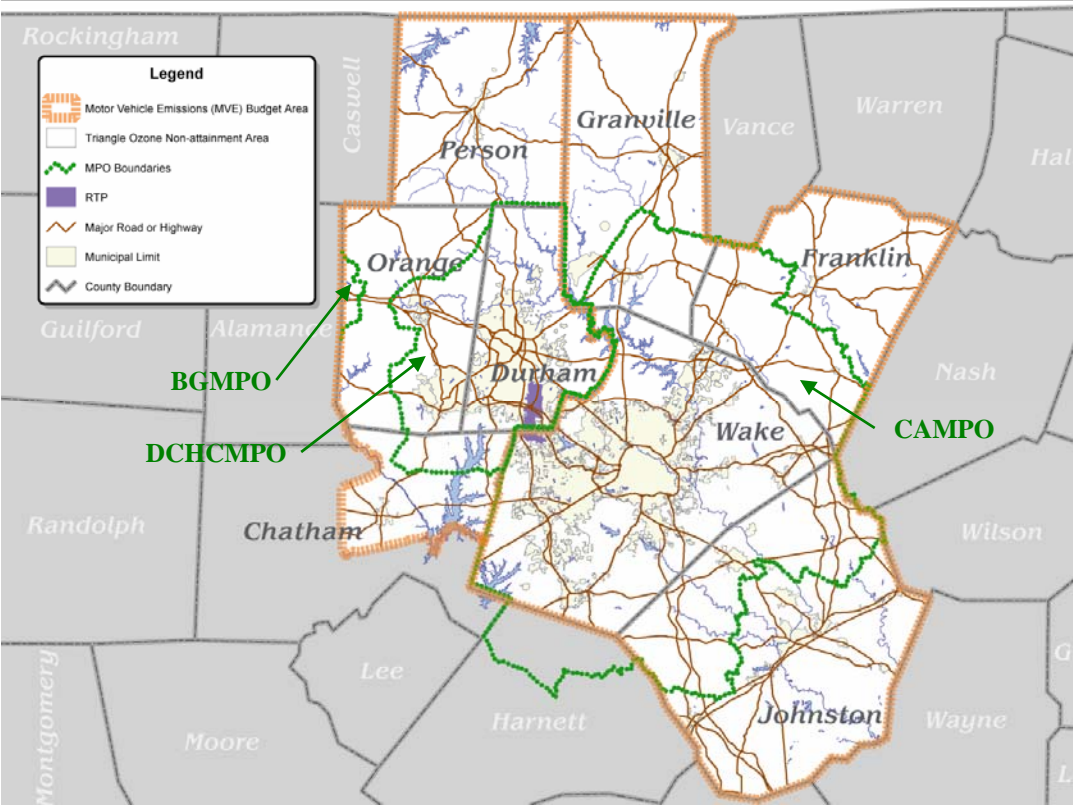 Rockingham
Caswell
Legend
Motor Vehicle Emissions (MVE) Budget Area
Triangle Ozone Non-attainment Area
MPO Boundaries
RTP
Major Road or Highway
Municipal Limit
County Boundary
Person
Granville
Vance
Warren
Hal
Orange
Franklin
Guilford
Alamance
Durham
Nash
BGMPO
DCHCMPO
Wake
CAMPO
Randolph
Chatham
Wilson
Lee
Harnett
Johnston
Wayne
G
Moore
Montgomery
L